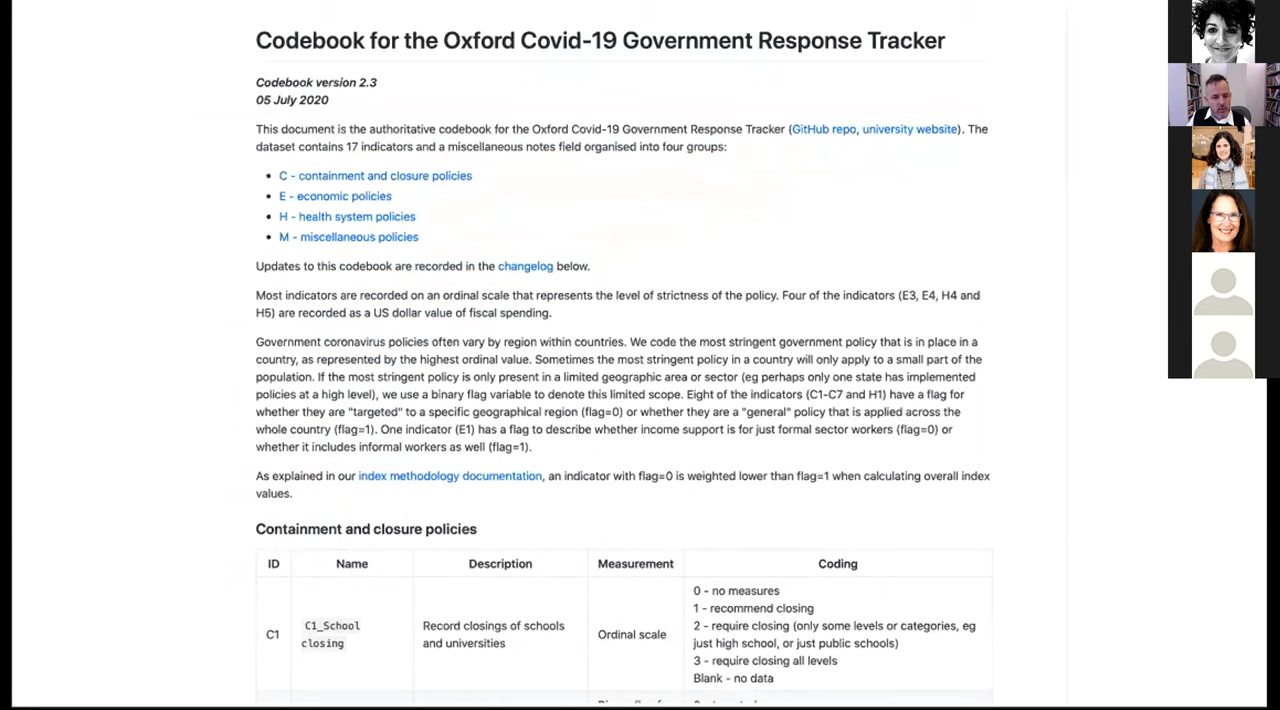 Codebook for the Oxford Covid-19 Government Response Tracker
Codebook version 2.3
05 July 2020
This document is the authoritative codebook for the Oxford Covid-19 Government Response Tracker (GitHub repo, university website). The
dataset contains 17 indicators and a miscellaneous notes field organised into four groups:
• C - containment and closure policies
• E - economic policies
• H - health system policies
• M - miscellaneous policies
Updates to this codebook are recorded in the changelog below.
Most indicators are recorded on an ordinal scale that represents the level of strictness of the policy. Four of the indicators (E3, E4, H4 and
H5) are recorded as a US dollar value of fiscal spending.
Government coronavirus policies often vary by region within countries. We code the most stringent government policy that is in place in a
country, as represented by the highest ordinal value. Sometimes the most stringent policy in a country will only apply to a small part of the
population. If the most stringent policy is only present in a limited geographic area or sector (eg perhaps only one state has implemented
policies at a high level), we use a binary flag variable to denote this limited scope. Eight of the indicators (C1-C7 and H1) have a flag for
whether they are "targeted" to a specific geographical region (flag=0) or whether they are a "general" policy that is applied across the
whole country (flag=1). One indicator (E1) has a flag to describe whether income support is for just formal sector workers (flag=0) or
whether it includes informal workers as well (flag=1).
As explained in our index methodology documentation, an indicator with flag=0 is weighted lower than flag=1 when calculating overall index
values.
Containment and closure policies
ID Name Description Measurement Coding
C1
C1_School
closing
Record closings of schools
and universities
Ordinal scale
0 - no measures
1 - recommend closing
2 - require closing (only some levels or categories, eg
just high school, or just public schools)
3 - require closing all levels
Blank - no data